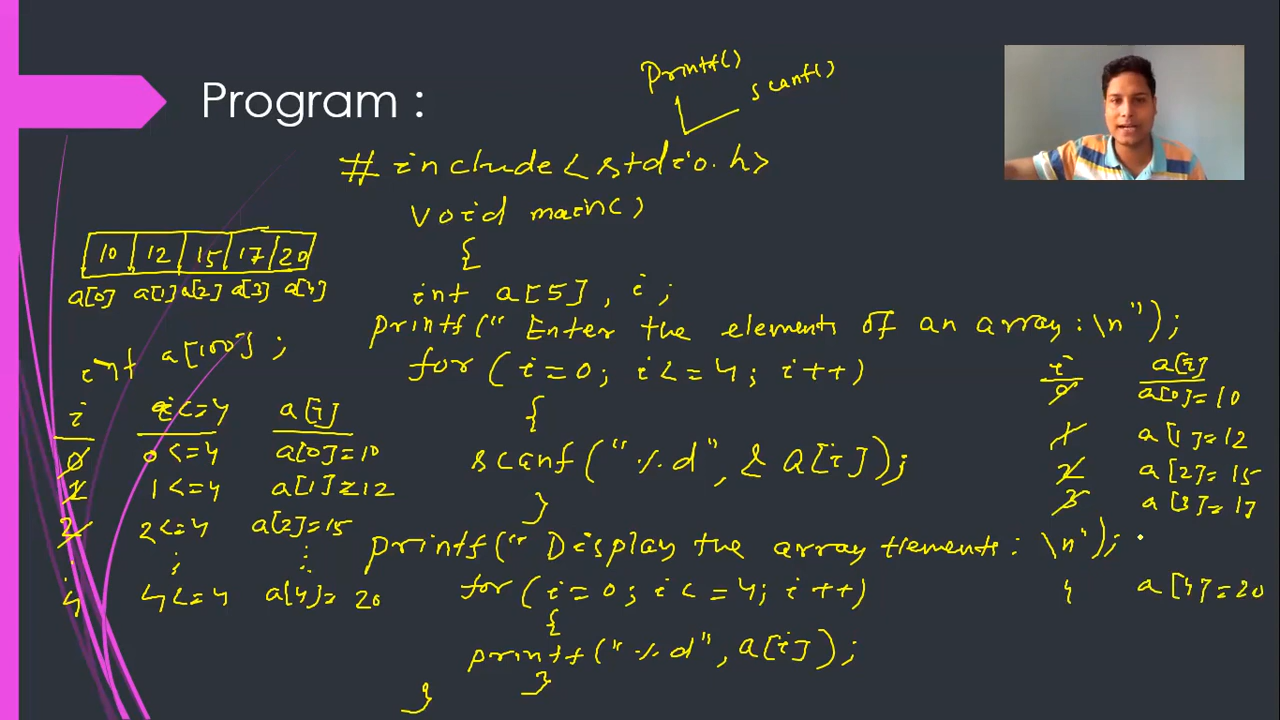 Program :
printf()
scanf()
# include<stdio.h>
void main()
{
int a[5], i;
printf(" Enter the elements of an array :\n");
for (i=0; i<=4; i++)
{
scanf("%d", & a[i]);
}
printf(" Display the array elements: \n");
for (i=0; i<=4; i++)
{
printf("%d", a[i]);
}
}
10 12 15 17 20
a[0] a[1] a[2] a[3] a[4]
int a[100];
i i<=4 a[i]
0 0<=4 a[0]=10
1 1<=4 a[1]=12
2 2<=4 a[2]=15
4 4<=4 a[4]=20
i a[i]
0 a[0]=10
1 a[1]=12
2 a[2]=15
3 a[3]=17
4 a[4]=20